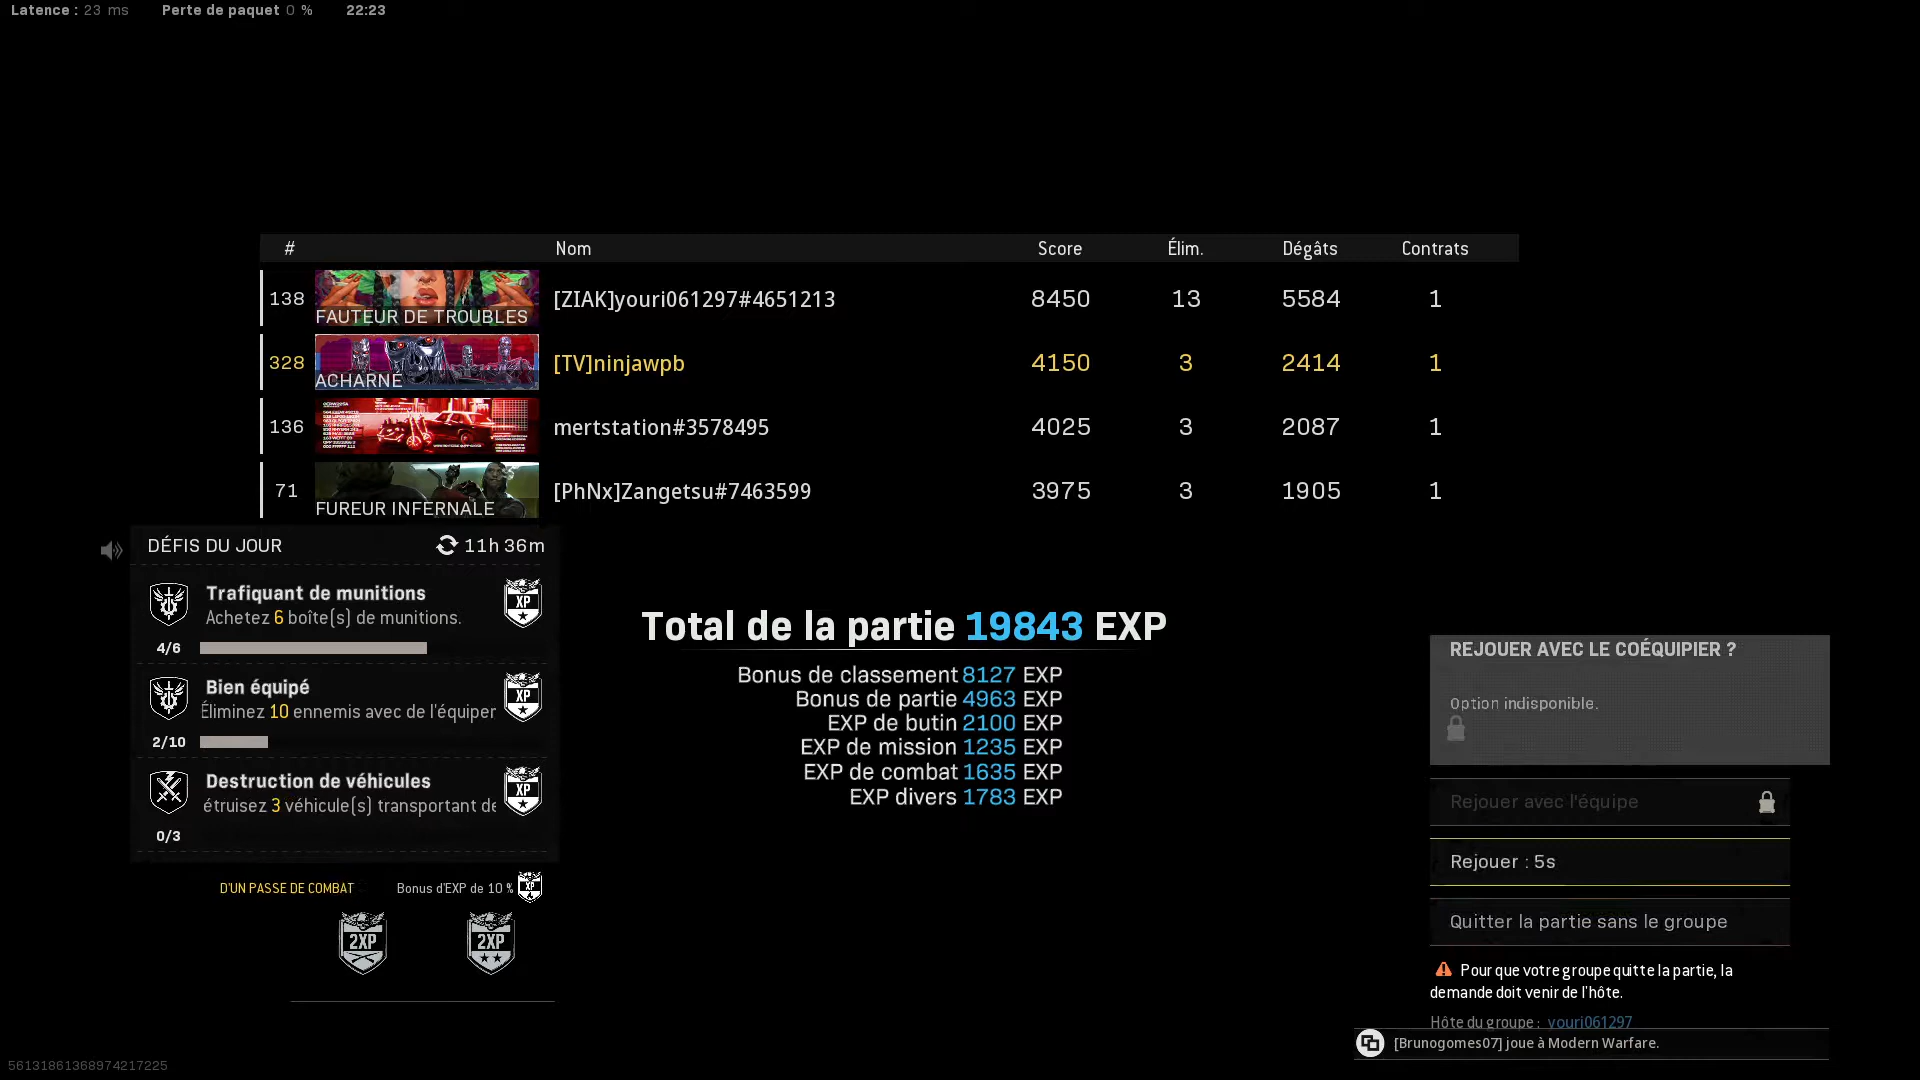 Latence : 23 ms Perte de paquet 0 % 22:23
# Nom Score Élim. Dégâts Contrats
138 FAUTEUR DE TROUBLES [ZIAK]youri061297#4651213 8450 13 5584 1
328 ACHARNÉ [TV]ninjawpb 4150 3 2414 1
136 mertstation#3578495 4025 3 2087 1
71 FUREUR INFERNALE [PhNx]Zangetsu#7463599 3975 3 1905 1
DÉFIS DU JOUR 11h 36m
Trafiquant de munitions
Achetez 6 boîte(s) de munitions.
XP
4/6
Bien équipé
Éliminez 10 ennemis avec de l'équiper
XP
2/10
Destruction de véhicules
étruisez 3 véhicule(s) transportant de
XP
0/3
D'UN PASSE DE COMBAT Bonus d'EXP de 10 % XP
2XP 2XP
Total de la partie 19843 EXP
Bonus de classement 8127 EXP
Bonus de partie 4963 EXP
EXP de butin 2100 EXP
EXP de mission 1235 EXP
EXP de combat 1635 EXP
EXP divers 1783 EXP
REJOUER AVEC LE COÉQUIPIER ?
Option indisponible.
Rejouer avec l'équipe
Rejouer : 5s
Quitter la partie sans le groupe
Pour que votre groupe quitte la partie, la
demande doit venir de l'hôte.
Hôte du groupe : youri061297
[Brunogomes07] joue à Modern Warfare.
56131861368974217225